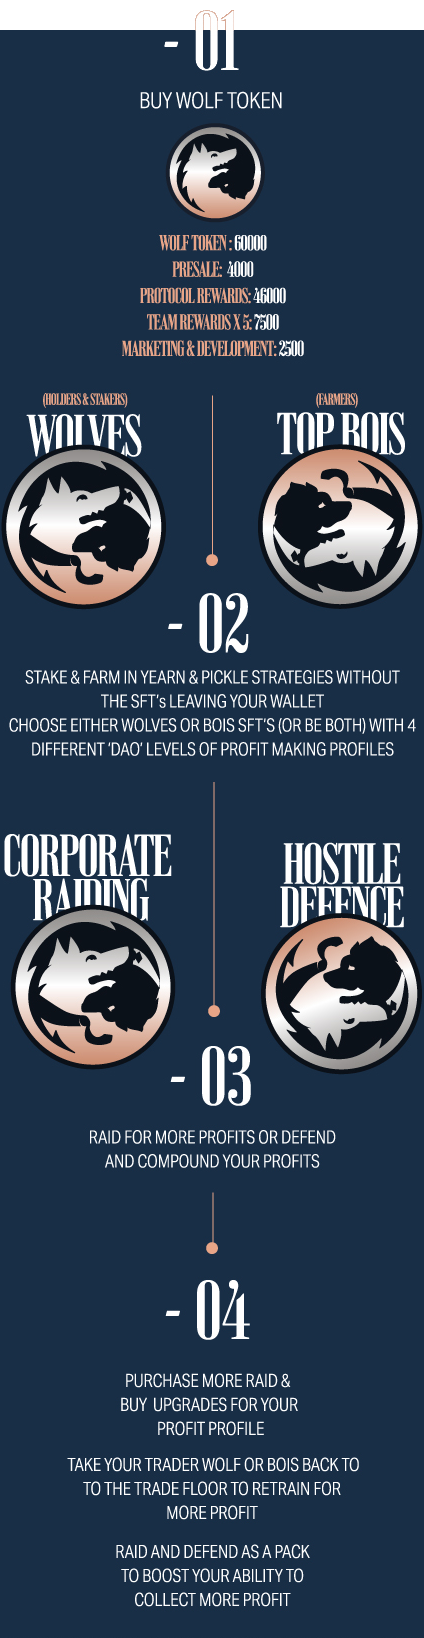 - 01
BUY WOLF TOKEN
WOLF TOKEN : 60000
PRESALE: 4000
PROTOCOL REWARDS: 46000
TEAM REWARDS X 5: 7500
MARKETING & DEVELOPMENT: 2500
(HOLDERS & STAKERS)
WOLVES
(FARMERS)
TOP BOIS
- 02
STAKE & FARM IN YEARN & PICKLE STRATEGIES WITHOUT
THE SFT's LEAVING YOUR WALLET
CHOOSE EITHER WOLVES OR BOIS SFT'S (OR BE BOTH) WITH 4
DIFFERENT 'DAO' LEVELS OF PROFIT MAKING PROFILES
CORPORATE
RAIDING
HOSTILE
DEFENCE
- 03
RAID FOR MORE PROFITS OR DEFEND
AND COMPOUND YOUR PROFITS
- 04
PURCHASE MORE RAID &
BUY UPGRADES FOR YOUR
PROFIT PROFILE
TAKE YOUR TRADER WOLF OR BOIS BACK TO
TO THE TRADE FLOOR TO RETRAIN FOR
MORE PROFIT
RAID AND DEFEND AS A PACK
TO BOOST YOUR ABILITY TO
COLLECT MORE PROFIT